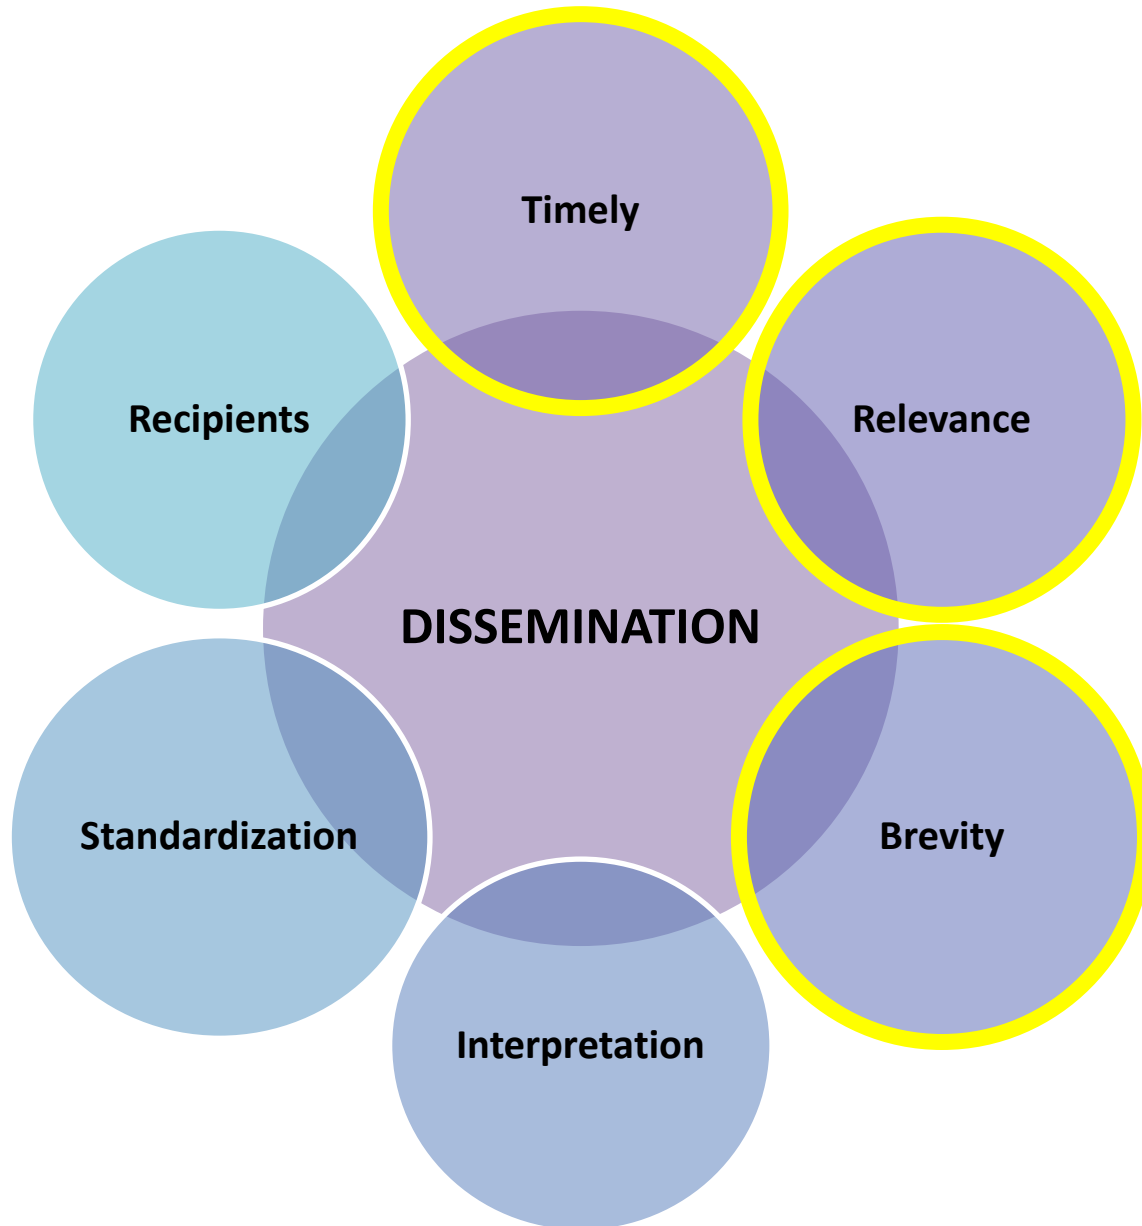 Timely
Recipients
Relevance
DISSEMINATION
Standardization
Brevity
Interpretation